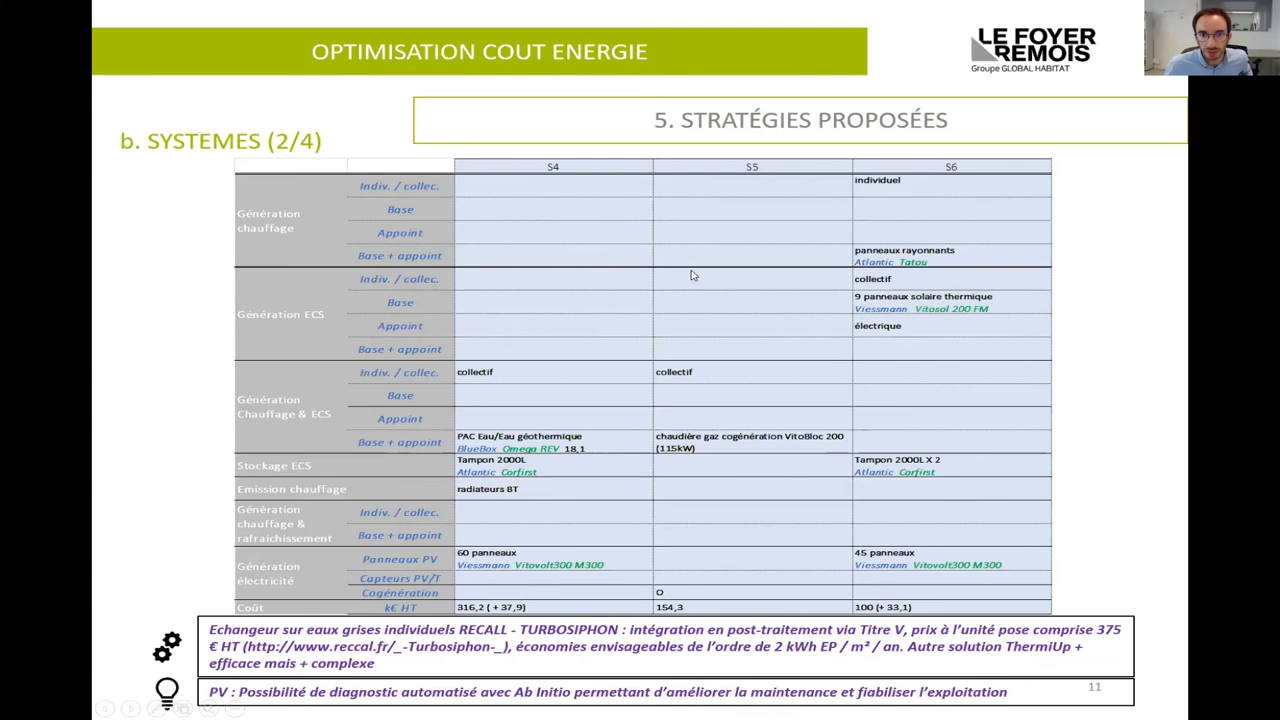 OPTIMISATION COUT ENERGIE
LE FOYER
REMOIS
Groupe GLOBAL HABITAT
5. STRATÉGIES PROPOSÉES
b. SYSTEMES (2/4)
S4 S5 S6
Génération chauffage
Indiv. / collec. individuel
Base
Appoint
Base + appoint panneaux rayonnants
Atlantic Tatou
Génération ECS
Indiv. / collec. collectif
Base 9 panneaux solaire thermique
Viessmann Vitosol 200 FM
Appoint électrique
Base + appoint
Génération
Chauffage & ECS
Indiv. / collec. collectif collectif
Base
Appoint
Base + appoint PAC Eau/Eau géothermique chaudière gaz cogénération VitoBloc 200
BlueBox Omega REV 18,1 (115kW)
Stockage ECS Tampon 2000L Tampon 2000L X 2
Atlantic Corfirst Atlantic Corfirst
Emission chauffage radiateurs BT
Génération
chauffage &
rafraichissement
Indiv. / collec.
Base + appoint
Génération
électricité
Panneaux PV 60 panneaux 45 panneaux
Viessmann Vitovolt300 M300 Viessmann Vitovolt300 M300
Capteurs PV/T
Cogénération O
Coût k€ HT 316,2 ( + 37,9) 154,3 100 (+ 33,1)
Echangeur sur eaux grises individuels RECALL - TURBOSIPHON : intégration en post-traitement via Titre V, prix à l'unité pose comprise 375
€ HT (http://www.reccal.fr/_-Turbosiphon-_), économies envisageables de l'ordre de 2 kWh EP / m² / an. Autre solution ThermiUp +
efficace mais + complexe
PV : Possibilité de diagnostic automatisé avec Ab Initio permettant d'améliorer la maintenance et fiabiliser l'exploitation
11